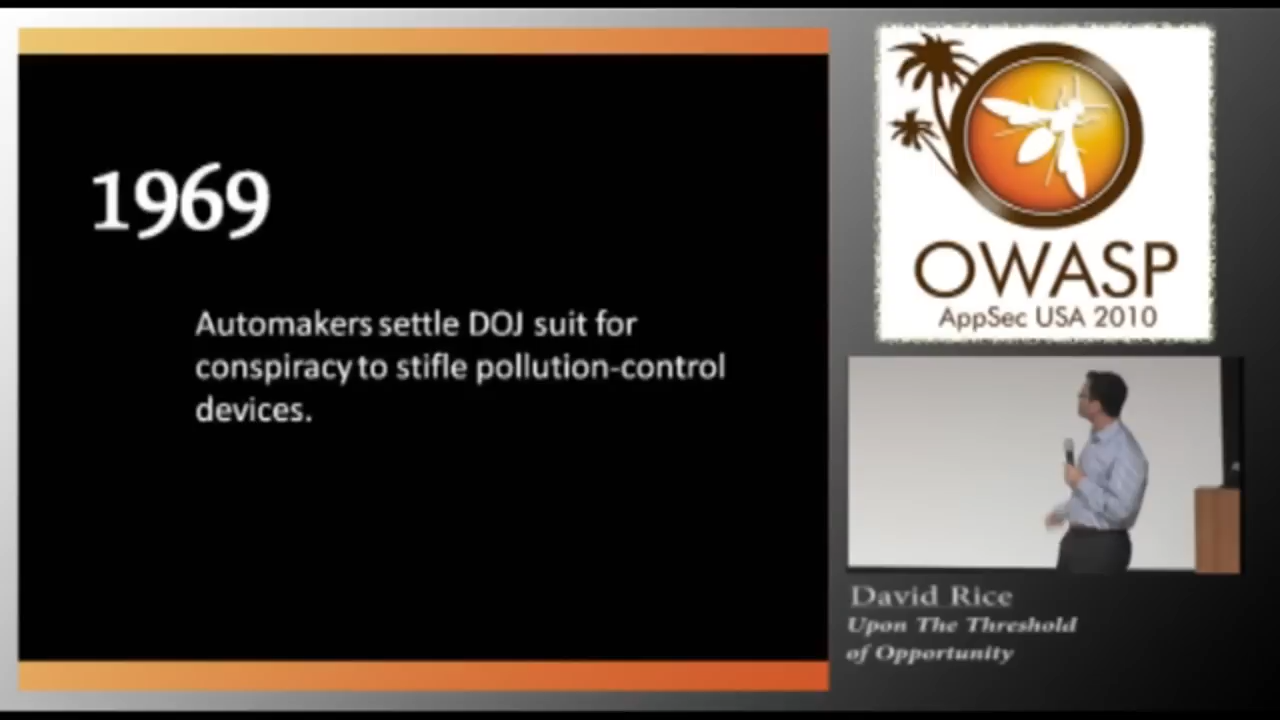 1969
Automakers settle DOJ suit for
conspiracy to stifle pollution-control
devices.
OWASP
AppSec USA 2010
David Rice
Upon The Threshold
of Opportunity